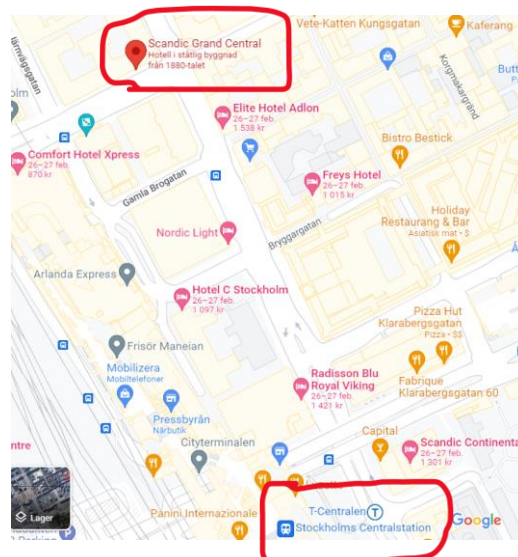 Scandic Grand Central
Hotell i ståtlig byggnad
från 1880-talet
Vete-Katten Kungsgatan
Kaferang
Korgmakargränd
Butt
Elite Hotel Adlon
26–27 feb.
1 538 kr
Bistro Bestick
Comfort Hotel Xpress
26–27 feb.
870 kr
Gamla Brogatan
Freys Hotel
26–27 feb.
1 015 kr
Holiday
Restaurang & Bar
Asiatisk mat • $
Nordic Light
Bryggargatan
Arlanda Express
Hotel C Stockholm
26–27 feb.
1 097 kr
Pizza Hut
Klarabergsgatan
Pizza • $$
Frisör Maneian
Mobilizera
Mobiltelefoner
Radisson Blu
Royal Viking
26–27 feb.
1 421 kr
Fabrique
Klarabergsgatan 60
Pressbyrån
Närbutik
Capital
Cityterminalen
Scandic Continenta
26–27 feb.
1 301 kr
Lager
Panini Internazionale
T-Centralen
Stockholms Centralstation
Google